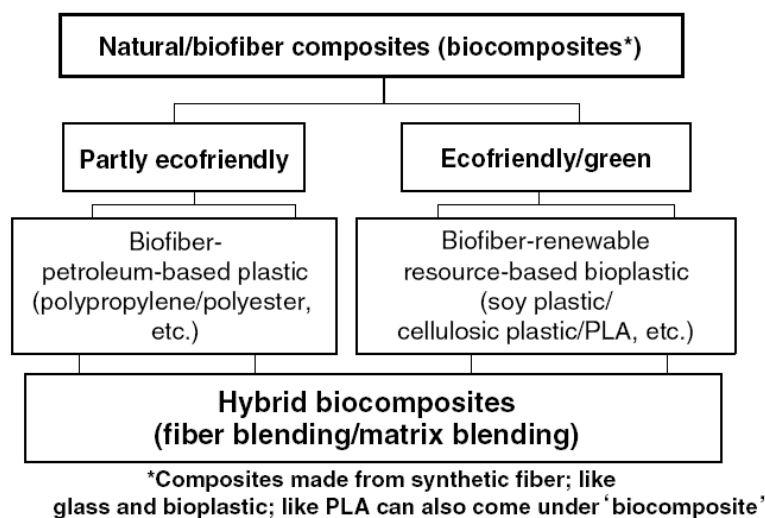 Natural/biofiber composites (biocomposites*)
Partly ecofriendly
Ecofriendly/green
Biofiber-
petroleum-based plastic
(polypropylene/polyester,
etc.)
Biofiber-renewable
resource-based bioplastic
(soy plastic/
cellulosic plastic/PLA, etc.)
Hybrid biocomposites
(fiber blending/matrix blending)
*Composites made from synthetic fiber; like
glass and bioplastic; like PLA can also come under ‘biocomposite’